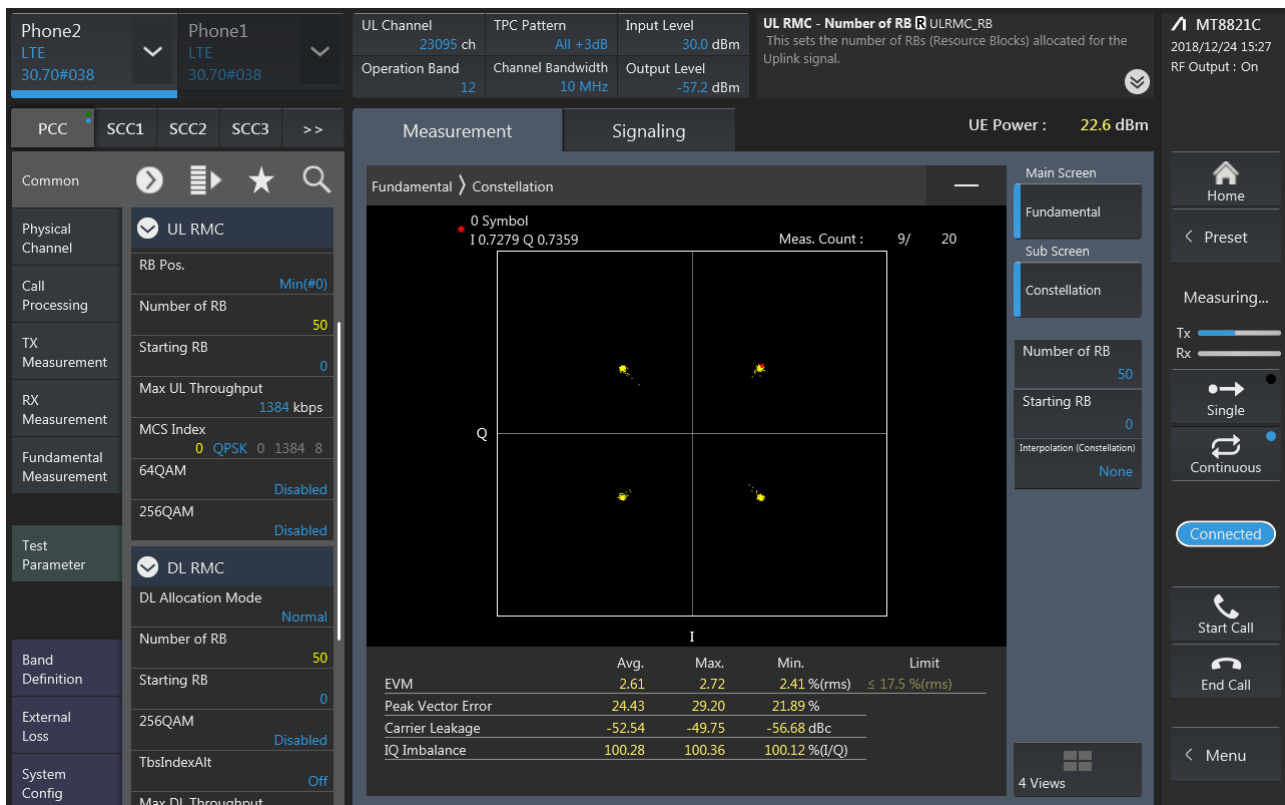 Phone2
LTE
30.70#038
Phone1
LTE
30.70#038
UL Channel
23095 ch
TPC Pattern
All +3dB
Input Level
30.0 dBm
Operation Band
12
Channel Bandwidth
10 MHz
Output Level
-57.2 dBm
UL RMC - Number of RB R ULRMC_RB
This sets the number of RBs (Resource Blocks) allocated for the
Uplink signal.
MT8821C
2018/12/24 15:27
RF Output : On
PCC SCC1 SCC2 SCC3 >>
Measurement Signaling
UE Power : 22.6 dBm
Common
Physical
Channel
Call
Processing
TX
Measurement
RX
Measurement
Fundamental
Measurement
Test
Parameter
Band
Definition
External
Loss
System
Config
UL RMC
RB Pos.
Min(#0)
Number of RB
50
Starting RB
0
Max UL Throughput
1384 kbps
MCS Index
0 QPSK 0 1384 8
64QAM
Disabled
256QAM
Disabled
DL RMC
DL Allocation Mode
Normal
Number of RB
50
Starting RB
0
256QAM
Disabled
TbsIndexAlt
Off
Max DL Throughput
Fundamental 〉 Constellation
0 Symbol
I 0.7279 Q 0.7359
Meas. Count : 9/ 20
Q
I
Avg. Max. Min. Limit
EVM 2.61 2.72 2.41 %(rms) ≤ 17.5 %(rms)
Peak Vector Error 24.43 29.20 21.89 %
Carrier Leakage -52.54 -49.75 -56.68 dBc
IQ Imbalance 100.28 100.36 100.12 %(I/Q)
Main Screen
Fundamental
Sub Screen
Constellation
Number of RB
50
Starting RB
0
Interpolation (Constellation)
None
4 Views
Home
< Preset
Measuring...
Tx
Rx
Single
Continuous
Connected
Start Call
End Call
< Menu